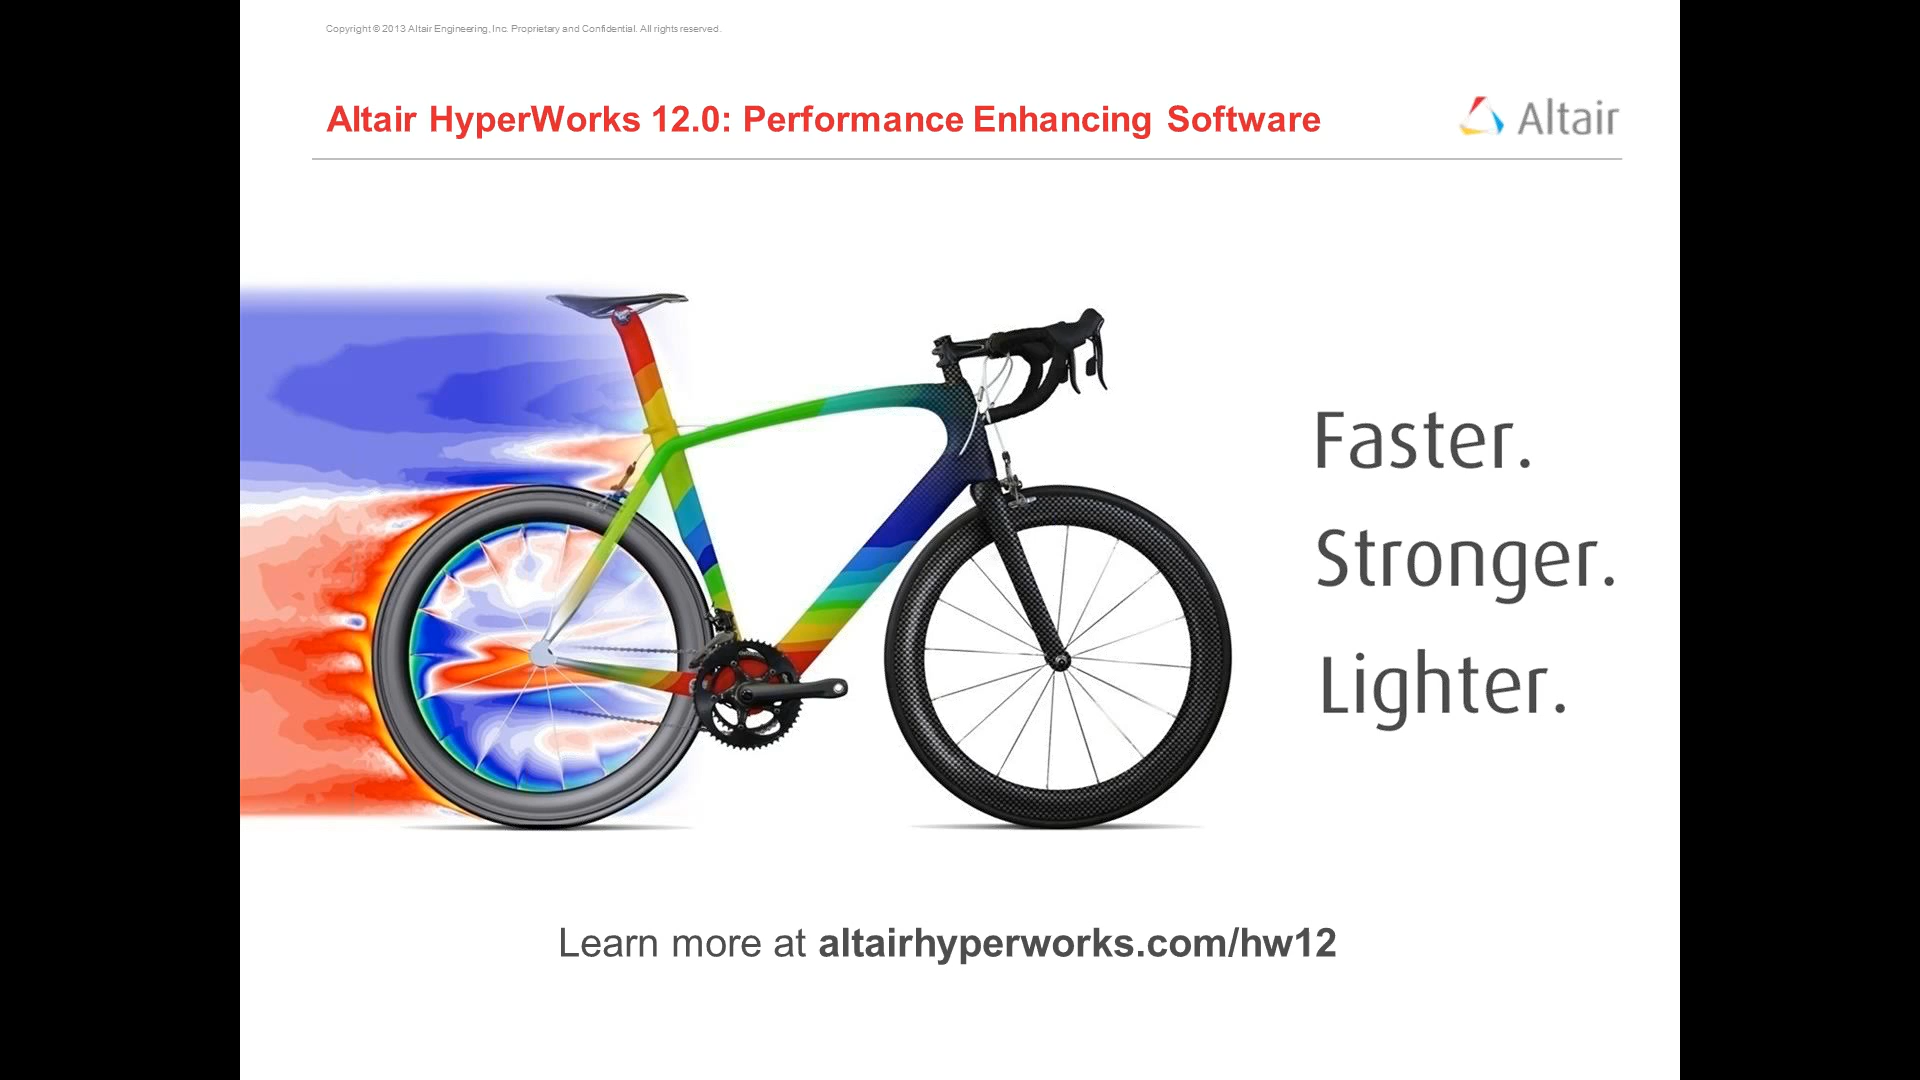 Copyright © 2013 Altair Engineering, Inc. Proprietary and Confidential. All rights reserved.
Altair HyperWorks 12.0: Performance Enhancing Software
Altair
Faster.
Stronger.
Lighter.
Learn more at altairhyperworks.com/hw12